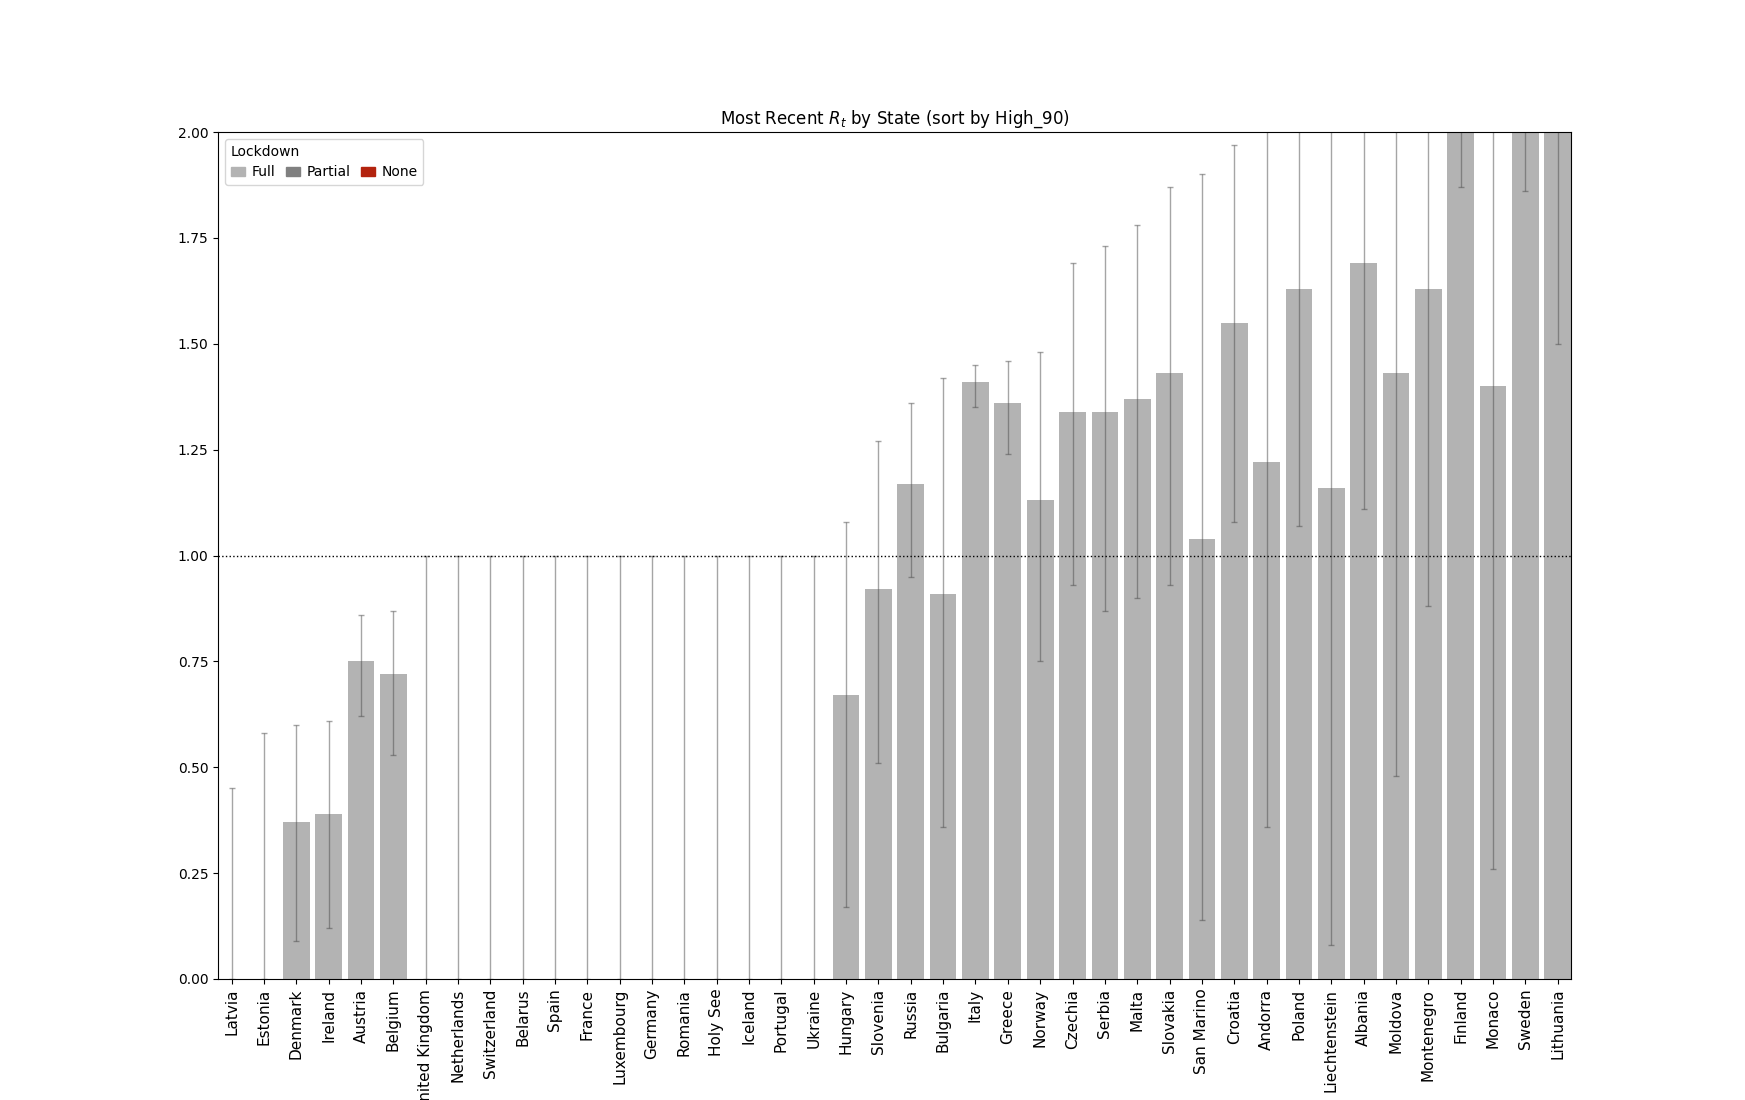 Most Recent R_t by State (sort by High_90)
Lockdown
Full Partial None
2.00
1.75
1.50
1.25
1.00
0.75
0.50
0.25
0.00
Latvia
Estonia
Denmark
Ireland
Austria
Belgium
nited Kingdom
Netherlands
Switzerland
Belarus
Spain
France
Luxembourg
Germany
Romania
Holy See
Iceland
Portugal
Ukraine
Hungary
Slovenia
Russia
Bulgaria
Italy
Greece
Norway
Czechia
Serbia
Malta
Slovakia
San Marino
Croatia
Andorra
Poland
Liechtenstein
Albania
Moldova
Montenegro
Finland
Monaco
Sweden
Lithuania